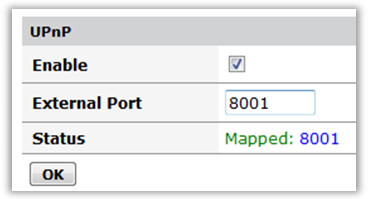 UPnP
Enable
External Port 8001
Status Mapped: 8001
OK